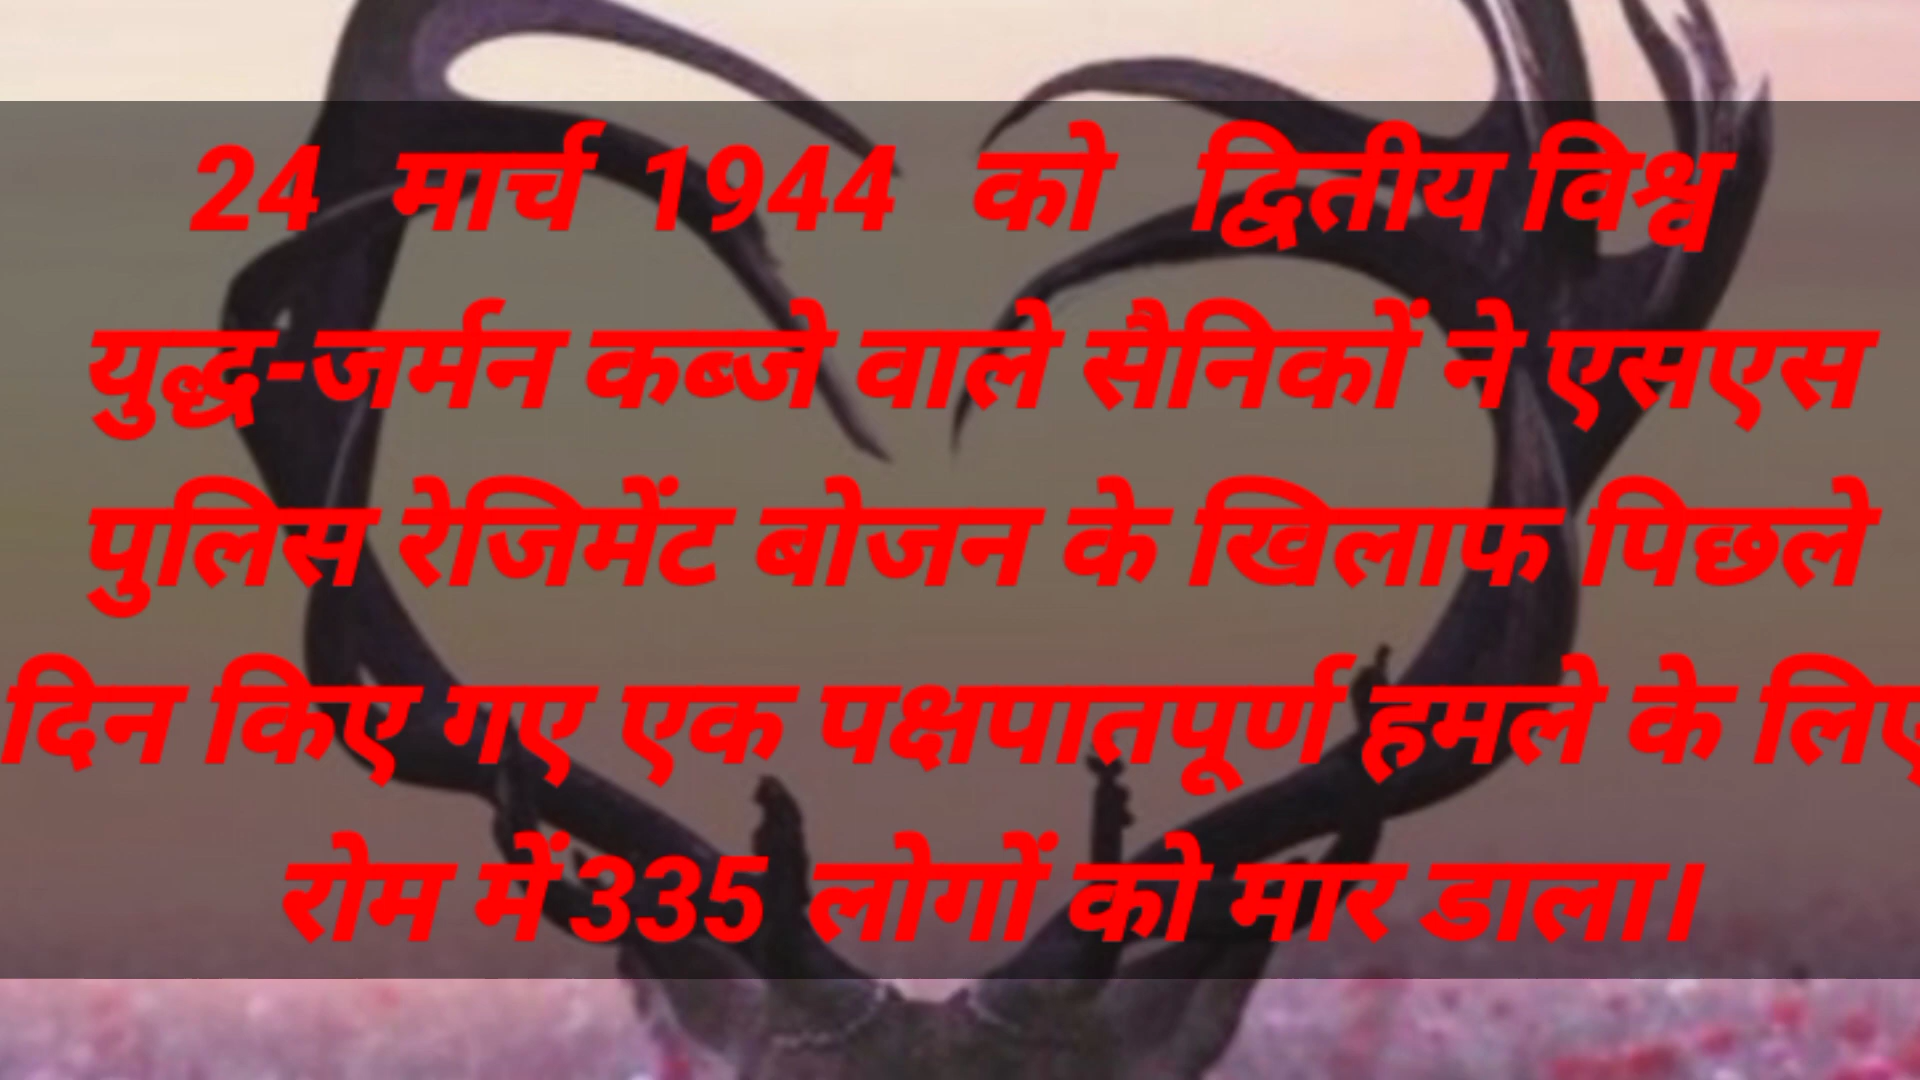 24 मार्च 1944 को द्वितीय विश्व
युद्ध-जर्मन कब्जे वाले सैनिकों ने एसएस
पुलिस रेजिमेंट बोजन के खिलाफ पिछले
दिन किए गए एक पक्षपातपूर्ण हमले के लिए
रोम में 335 लोगों को मार डाला।